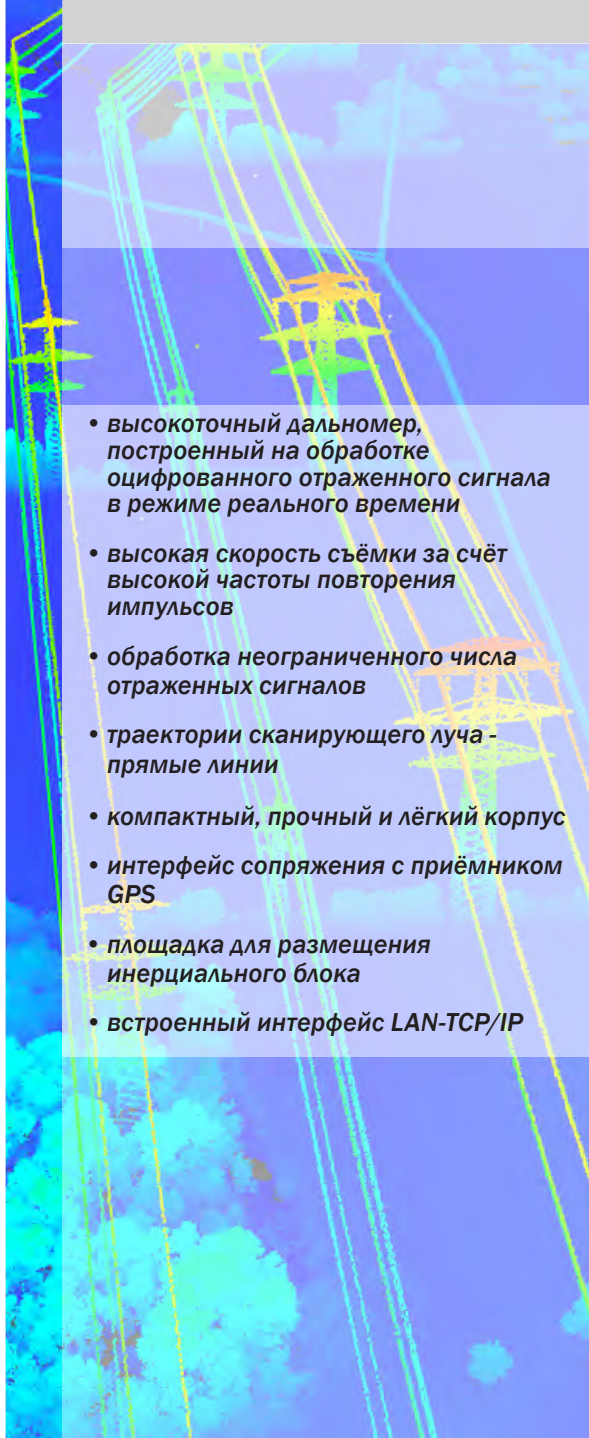 • высокоточный дальномер,
построенный на обработке
оцифрованного отраженного сигнала
в режиме реального времени
• высокая скорость съёмки за счёт
высокой частоты повторения
импульсов
• обработка неограниченного числа
отраженных сигналов
• траектории сканирующего луча -
прямые линии
• компактный, прочный и лёгкий корпус
• интерфейс сопряжения с приёмником
GPS
• площадка для размещения
инерциального блока
• встроенный интерфейс LAN-TCP/IP